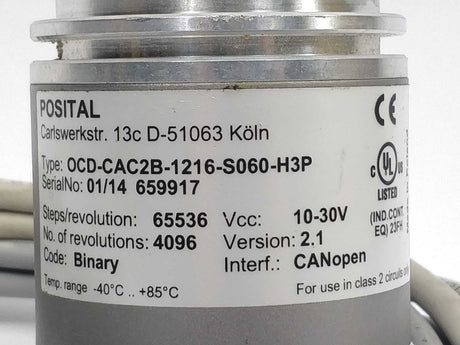 POSITAL
Carlswerkstr. 13c D-51063 Köln
CE
Type: OCD-CAC2B-1216-S060-H3P
SerialNo: 01/14 659917
C UL US
LISTED
(IND.CONT.
EQ) 23FH
Steps/revolution: 65536 Vcc: 10-30V
No. of revolutions: 4096 Version: 2.1
Code: Binary Interf.: CANopen
Temp. range -40°C .. +85°C
For use in class 2 circuits only